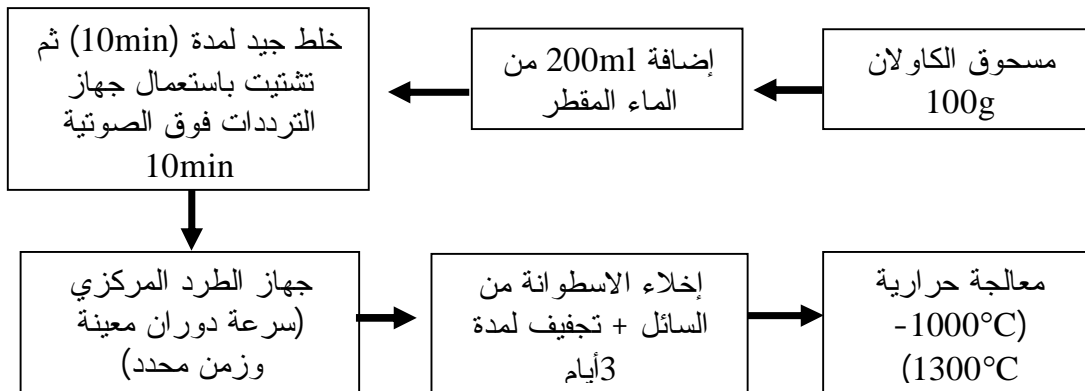 مسحوق الكاولان
100g
إضافة 200ml من
الماء المقطر
خلط جيد لمدة (10min) ثم
تشتيت باستعمال جهاز
الترددات فوق الصوتية
10min
جهاز الطرد المركزي
(سرعة دوران معينة
وزمن محدد)
إخلاء الاسطوانة من
السائل + تجفيف لمدة
3أيام
معالجة حرارية
(1000°C-
1300°C)